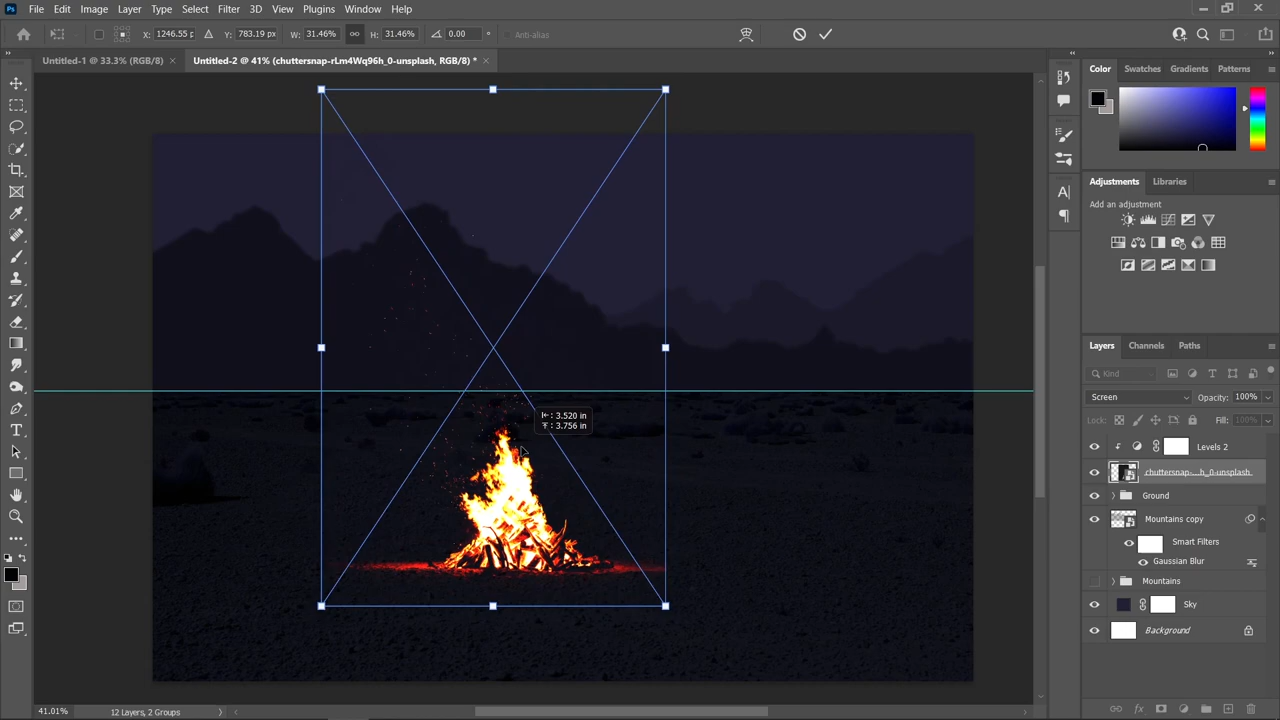 Ps File Edit Image Layer Type Select Filter 3D View Plugins Window Help
X: 1246.55 p Y: 783.19 px W: 31.46% H: 31.46% 0.00 ° Anti-alias
Untitled-1 @ 33.3% (RGB/8) × Untitled-2 @ 41% (chuttersnap-rLm4Wq96h_0-unsplash, RGB/8) * ×
Color Swatches Gradients Patterns
Adjustments Libraries
Add an adjustment
Layers Channels Paths
Kind
Screen Opacity: 100%
Lock: Fill: 100%
Levels 2
chuttersnap-...h_0-unsplash
Ground
Mountains copy
Smart Filters
Gaussian Blur
Mountains
Sky
Background
: 3.520 in
: 3.756 in
41.01% 12 Layers, 2 Groups